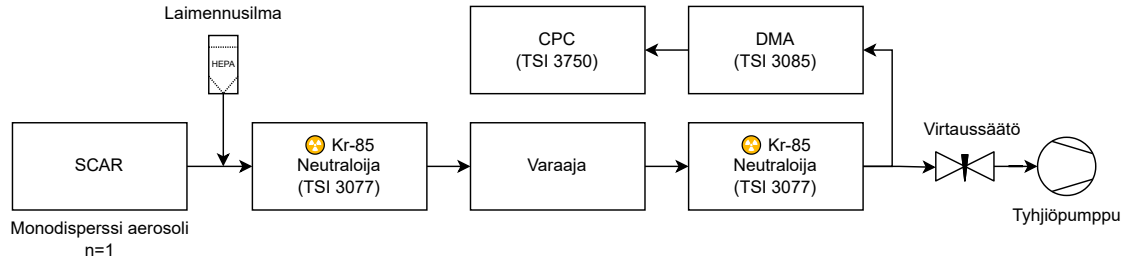 Laimennusilma
HEPA
CPC
(TSI 3750)
DMA
(TSI 3085)
SCAR
Kr-85
Neutraloija
(TSI 3077)
Varaaja
Kr-85
Neutraloija
(TSI 3077)
Virtaussäätö
Tyhjiöpumppu
Monodisperssi aerosoli
n=1